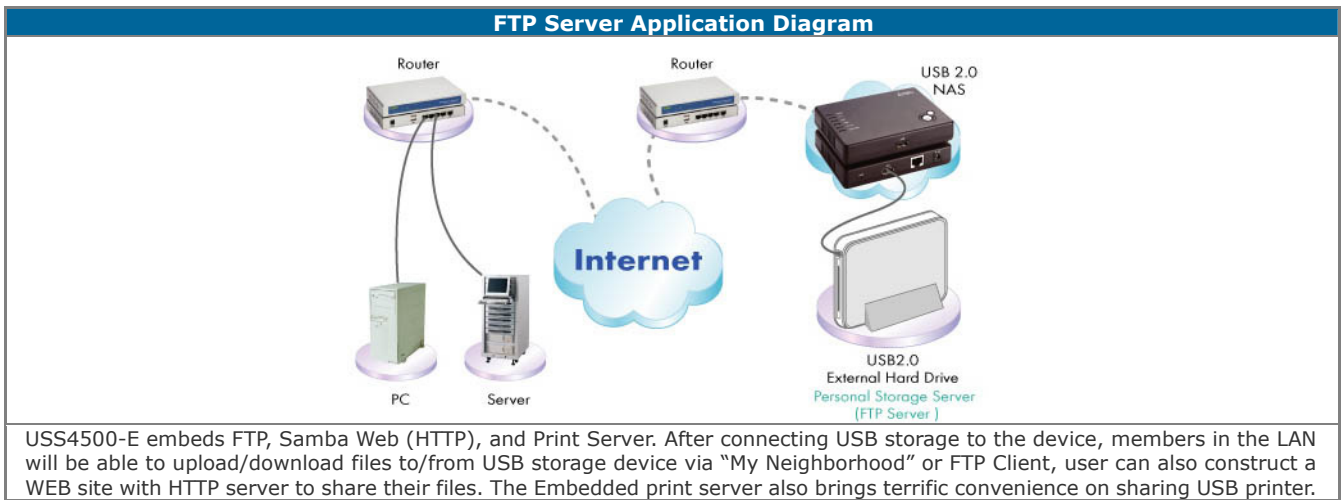 FTP Server Application Diagram
Router
Router
USB 2.0
NAS
Internet
PC
Server
USB2.0
External Hard Drive
Personal Storage Server
(FTP Server )
USS4500-E embeds FTP, Samba Web (HTTP), and Print Server. After connecting USB storage to the device, members in the LAN
will be able to upload/download files to/from USB storage device via “My Neighborhood” or FTP Client, user can also construct a
WEB site with HTTP server to share their files. The Embedded print server also brings terrific convenience on sharing USB printer.